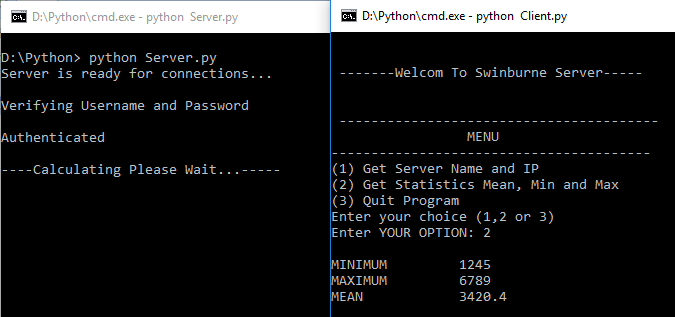 D:\Python\cmd.exe - python  Server.py
D:\Python> python Server.py
Server is ready for connections...
Verifying Username and Password
Authenticated
----Calculating Please Wait...-----
D:\Python\cmd.exe - python  Client.py
-------Welcom To Swinburne Server-----
----------------------------------------
MENU
----------------------------------------
(1) Get Server Name and IP
(2) Get Statistics Mean, Min and Max
(3) Quit Program
Enter your choice (1,2 or 3)
Enter YOUR OPTION: 2
MINIMUM         1245
MAXIMUM         6789
MEAN            3420.4